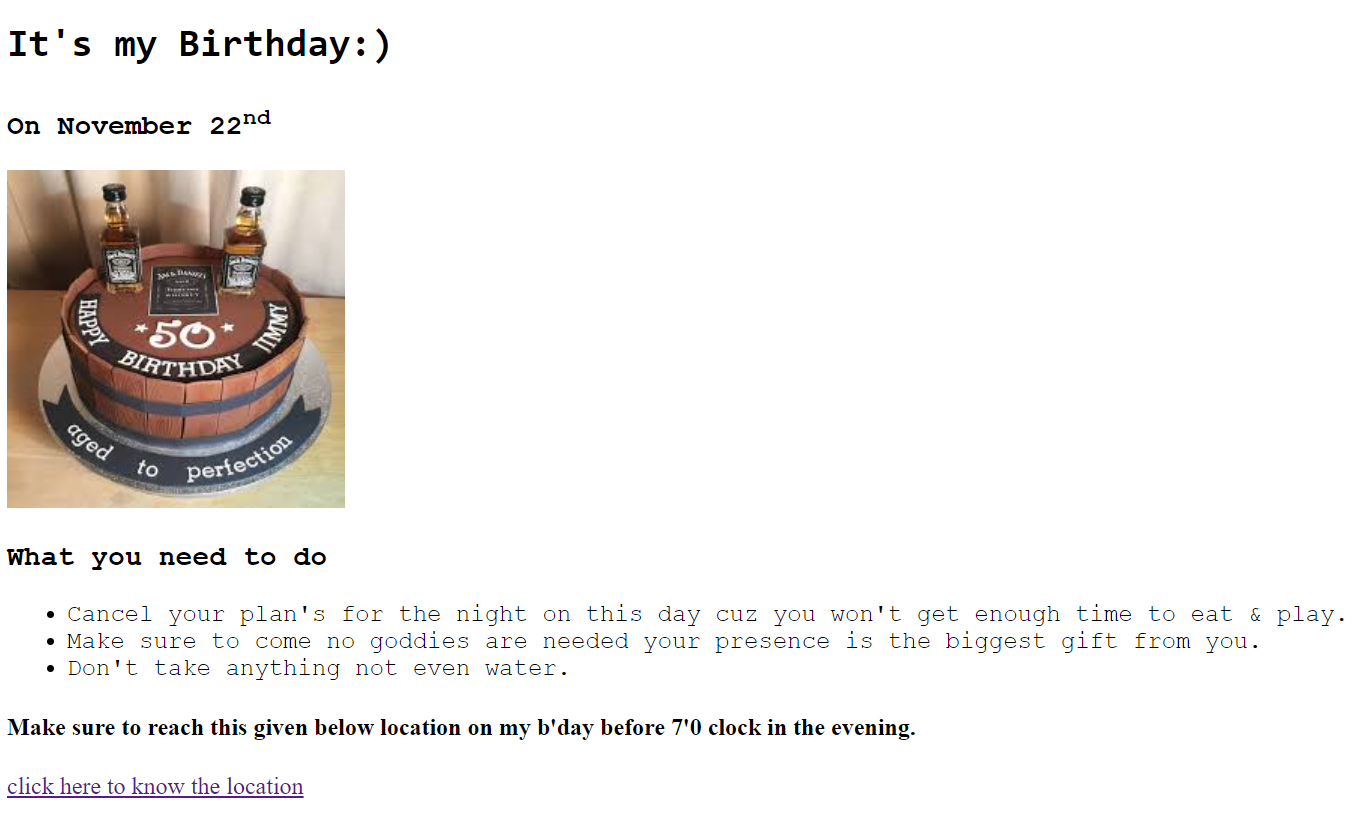 It's my Birthday:)
On November 22nd
JACK DANIEL'S
50
HAPPY BIRTHDAY JIMMY
aged to perfection
What you need to do
• Cancel your plan's for the night on this day cuz you won't get enough time to eat & play.
• Make sure to come no goddies are needed your presence is the biggest gift from you.
• Don't take anything not even water.
Make sure to reach this given below location on my b'day before 7'0 clock in the evening.
click here to know the location